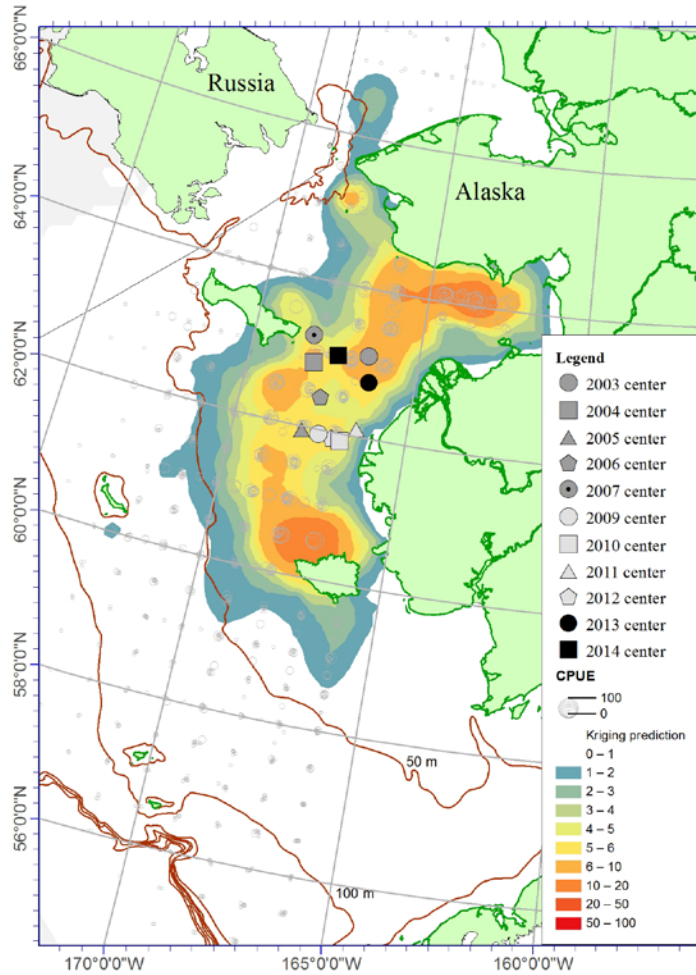 66°0'0"N
64°0'0"N
62°0'0"N
60°0'0"N
58°0'0"N
56°0'0"N
Russia
Alaska
50 m
100 m
Legend
2003 center
2004 center
2005 center
2006 center
2007 center
2009 center
2010 center
2011 center
2012 center
2013 center
2014 center
CPUE
100
0
Kriging prediction
0 – 1
1 – 2
2 – 3
3 – 4
4 – 5
5 – 6
6 – 10
10 – 20
20 – 50
50 – 100
170°0'0"W
165°0'0"W
160°0'0"W